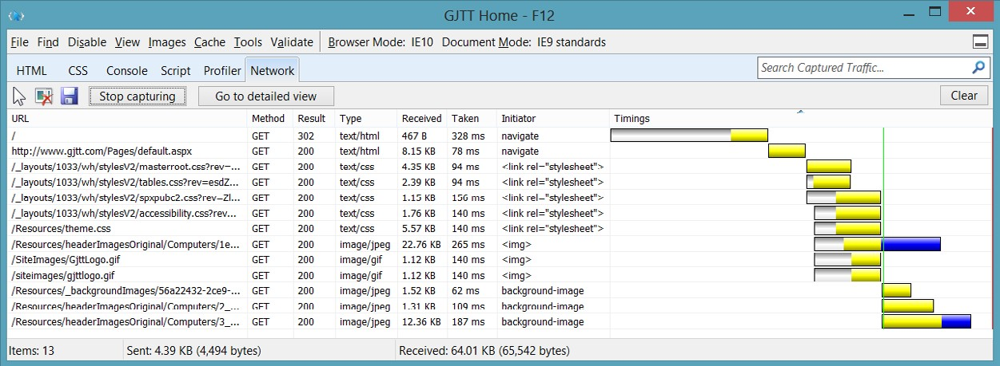 GJTT Home - F12
File Find Disable View Images Cache Tools Validate Browser Mode: IE10 Document Mode: IE9 standards
HTML CSS Console Script Profiler Network Search Captured Traffic...
Stop capturing Go to detailed view Clear
URL Method Result Type Received Taken Initiator Timings
/ GET 302 text/html 467 B 328 ms navigate
http://www.gjtt.com/Pages/default.aspx GET 200 text/html 8.15 KB 78 ms navigate
/_layouts/1033/wh/stylesV2/masterroot.css?rev=... GET 200 text/css 4.35 KB 94 ms <link rel="stylesheet">
/_layouts/1033/wh/stylesV2/tables.css?rev=esdZ... GET 200 text/css 2.39 KB 94 ms <link rel="stylesheet">
/_layouts/1033/wh/stylesV2/spxpubc2.css?rev=Zl... GET 200 text/css 1.15 KB 156 ms <link rel="stylesheet">
/_layouts/1033/wh/stylesV2/accessibility.css?rev... GET 200 text/css 1.76 KB 140 ms <link rel="stylesheet">
/Resources/theme.css GET 200 text/css 5.57 KB 140 ms <link rel="stylesheet">
/Resources/headerImagesOriginal/Computers/1e... GET 200 image/jpeg 22.76 KB 265 ms <img>
/SiteImages/GjttLogo.gif GET 200 image/gif 1.12 KB 140 ms <img>
/siteimages/gjttlogo.gif GET 200 image/gif 1.12 KB 140 ms <img>
/Resources/_backgroundImages/56a22432-2ce9-... GET 200 image/jpeg 1.52 KB 62 ms background-image
/Resources/headerImagesOriginal/Computers/2_... GET 200 image/jpeg 1.31 KB 109 ms background-image
/Resources/headerImagesOriginal/Computers/3_... GET 200 image/jpeg 12.36 KB 187 ms background-image
Items: 13 Sent: 4.39 KB (4,494 bytes) Received: 64.01 KB (65,542 bytes)